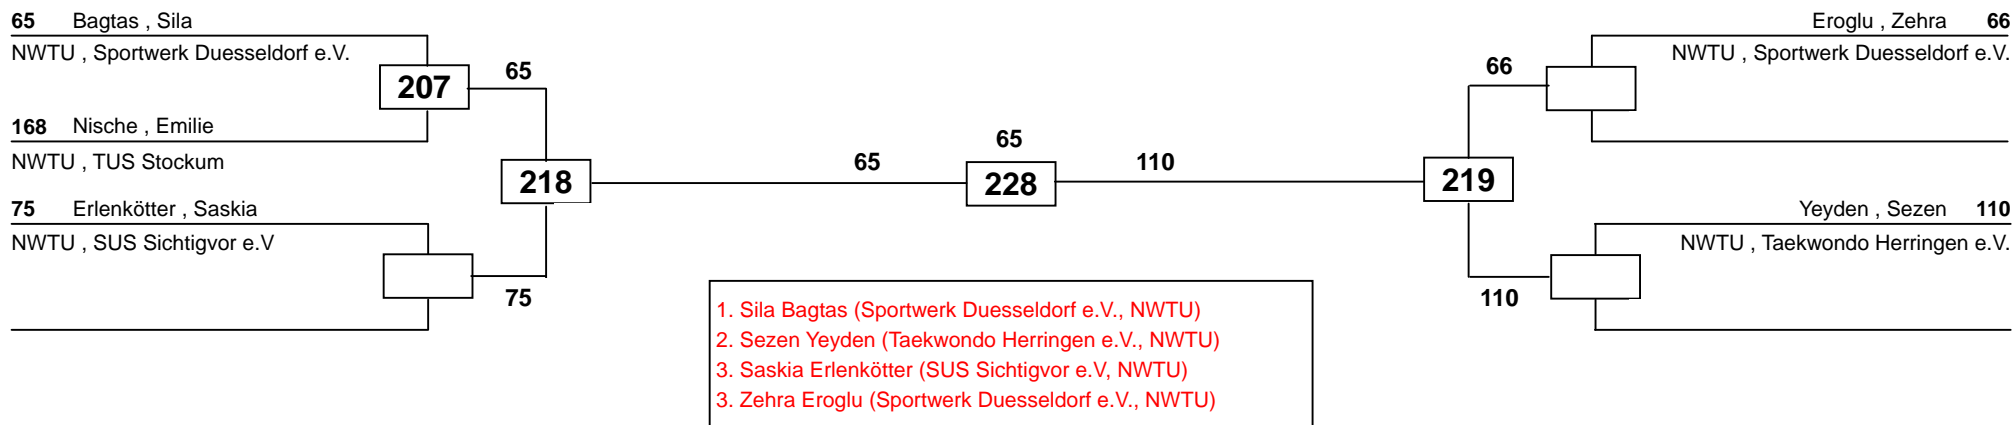 65 Bagtas , Sila
NWTU , Sportwerk Duesseldorf e.V.
207
65
168 Nische , Emilie
NWTU , TUS Stockum
218
75 Erlenkötter , Saskia
NWTU , SUS Sichtigvor e.V
75
65
65
228
110
Eroglu , Zehra 66
NWTU , Sportwerk Duesseldorf e.V.
66
219
Yeyden , Sezen 110
NWTU , Taekwondo Herringen e.V.
110
1. Sila Bagtas (Sportwerk Duesseldorf e.V., NWTU)
2. Sezen Yeyden (Taekwondo Herringen e.V., NWTU)
3. Saskia Erlenkötter (SUS Sichtigvor e.V, NWTU)
3. Zehra Eroglu (Sportwerk Duesseldorf e.V., NWTU)